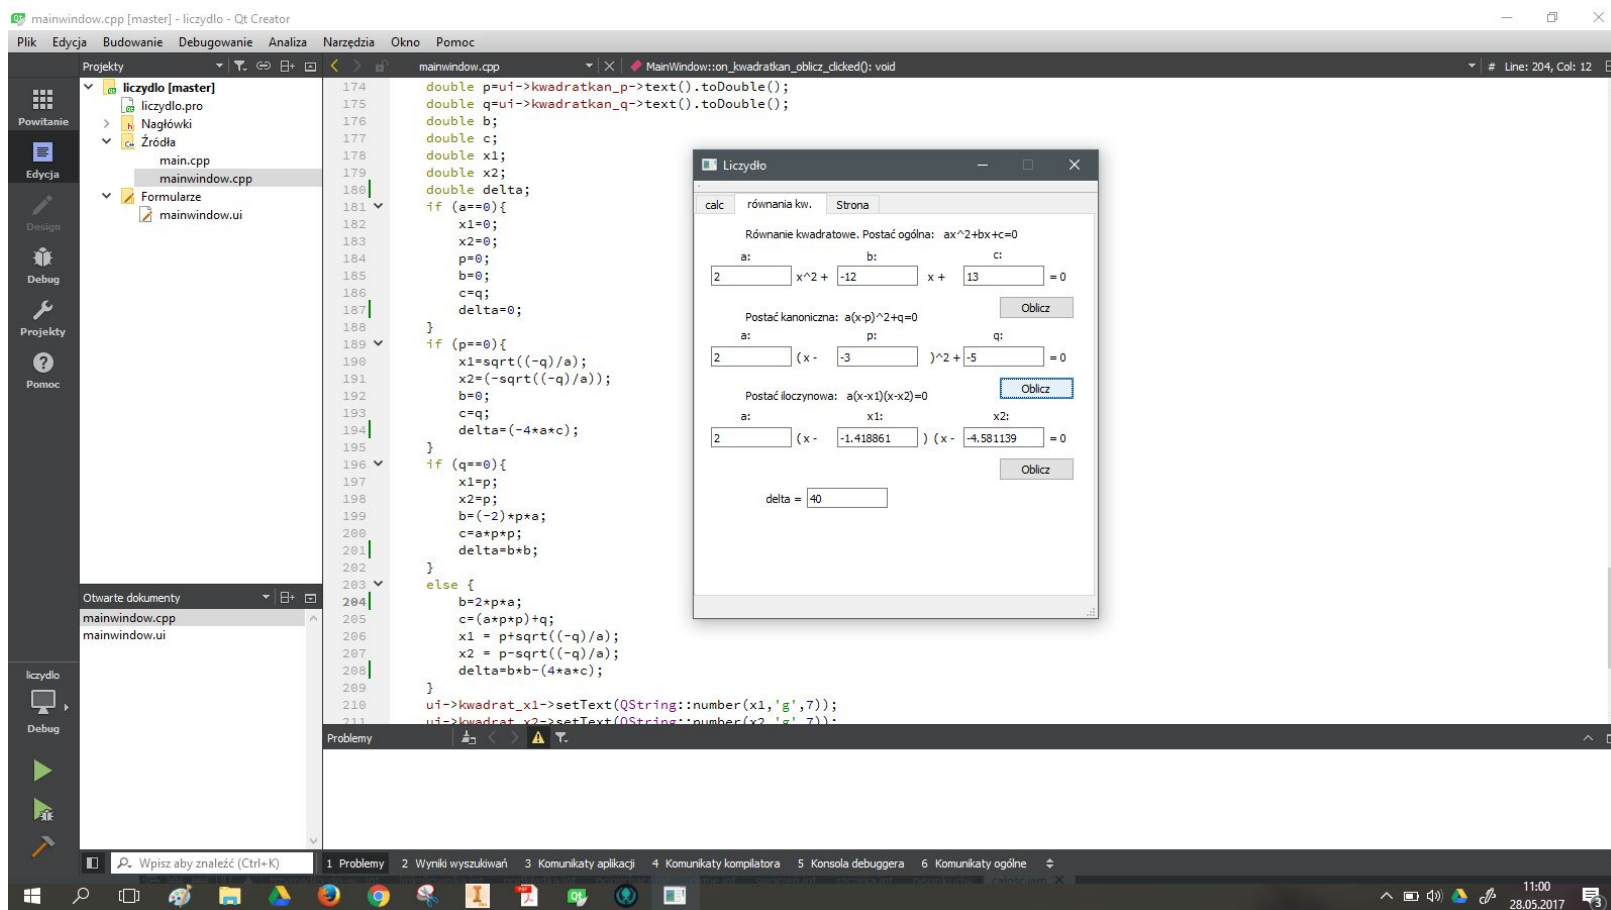 mainwindow.cpp [master] - liczydlo - Qt Creator
Plik Edycja Budowanie Debugowanie Analiza Narzędzia Okno Pomoc
Projekty
mainwindow.cpp
MainWindow::on_kwadratkan_oblicz_clicked(): void
# Line: 204, Col: 12
Powitanie
Edycja
Design
Debug
Projekty
Pomoc
liczydlo
Debug
liczydlo [master]
liczydlo.pro
Nagłówki
Źródła
main.cpp
mainwindow.cpp
Formularze
mainwindow.ui
Otwarte dokumenty
mainwindow.cpp
mainwindow.ui
174 double p=ui->kwadratkan_p->text().toDouble();
175 double q=ui->kwadratkan_q->text().toDouble();
176 double b;
177 double c;
178 double x1;
179 double x2;
180 double delta;
181 if (a==0){
182 x1=0;
183 x2=0;
184 p=0;
185 b=0;
186 c=q;
187 delta=0;
188 }
189 if (p==0){
190 x1=sqrt((-q)/a);
191 x2=(-sqrt((-q)/a));
192 b=0;
193 c=q;
194 delta=(-4*a*c);
195 }
196 if (q==0){
197 x1=p;
198 x2=p;
199 b=(-2)*p*a;
200 c=a*p*p;
201 delta=b*b;
202 }
203 else {
204 b=2*p*a;
205 c=(a*p*p)+q;
206 x1 = p+sqrt((-q)/a);
207 x2 = p-sqrt((-q)/a);
208 delta=b*b-(4*a*c);
209 }
210 ui->kwadrat_x1->setText(QString::number(x1,'g',7));
211 ui->kwadrat_x2->setText(QString::number(x2,'g',7));
Liczydło
calc równania kw. Strona
Równanie kwadratowe. Postać ogólna: ax^2+bx+c=0
a: b: c:
2 x^2 + -12 x + 13 = 0
Oblicz
Postać kanoniczna: a(x-p)^2+q=0
a: p: q:
2 (x - -3 )^2 + -5 = 0
Oblicz
Postać iloczynowa: a(x-x1)(x-x2)=0
a: x1: x2:
2 (x - -1.418861 ) (x - -4.581139 = 0
Oblicz
delta = 40
Problemy
Wpisz aby znaleźć (Ctrl+K)
1 Problemy 2 Wyniki wyszukiwań 3 Komunikaty aplikacji 4 Komunikaty kompilatora 5 Konsola debuggera 6 Komunikaty ogólne
11:00
28.05.2017